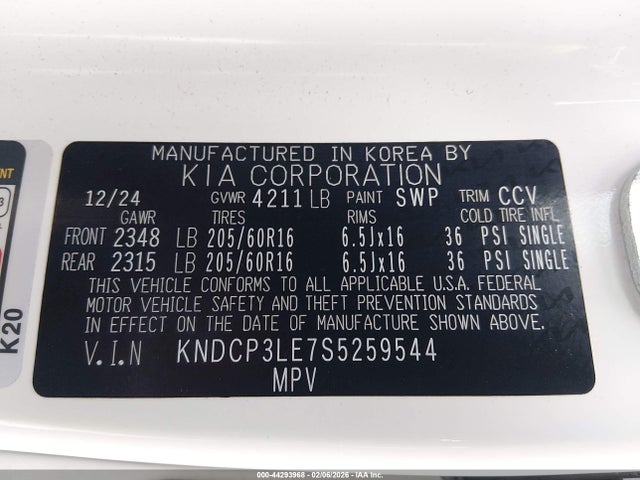 MANUFACTURED IN KOREA BY
KIA CORPORATION
12/24 GVWR 4211 LB PAINT SWP TRIM CCV
GAWR TIRES RIMS COLD TIRE INFL
FRONT 2348 LB 205/60R16 6.5Jx16 36 PSI SINGLE
REAR 2315 LB 205/60R16 6.5Jx16 36 PSI SINGLE
THIS VEHICLE CONFORMS TO ALL APPLICABLE U.S.A. FEDERAL
MOTOR VEHICLE SAFETY AND THEFT PREVENTION STANDARDS
IN EFFECT ON THE DATE OF MANUFACTURE SHOWN ABOVE.
V.I.N KNDCP3LE7S5259544
MPV
K20
000-44293968 - 02/06/2026 - IAA Inc.